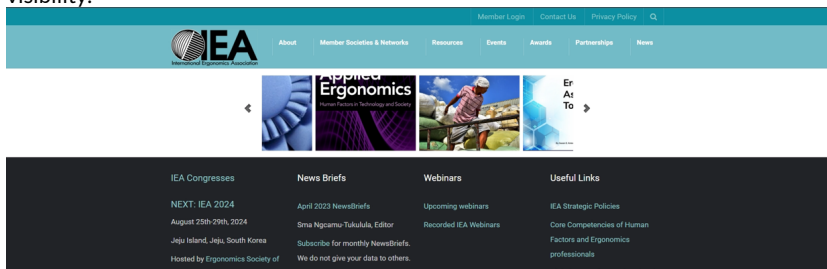 visibility.
Member Login Contact Us Privacy Policy
IEA
International Ergonomics Association
About Member Societies & Networks Resources Events Awards Partnerships News
Applied
Ergonomics
Human Factors in Technology and Society
Er
As
To
IEA Congresses
NEXT: IEA 2024
August 25th-29th, 2024
Jeju Island, Jeju, South Korea
Hosted by Ergonomics Society of
News Briefs
April 2023 NewsBriefs
Sma Ngcamu-Tukulula, Editor
Subscribe for monthly NewsBriefs.
We do not give your data to others.
Webinars
Upcoming webinars
Recorded IEA Webinars
Useful Links
IEA Strategic Policies
Core Competencies of Human
Factors and Ergonomics
professionals